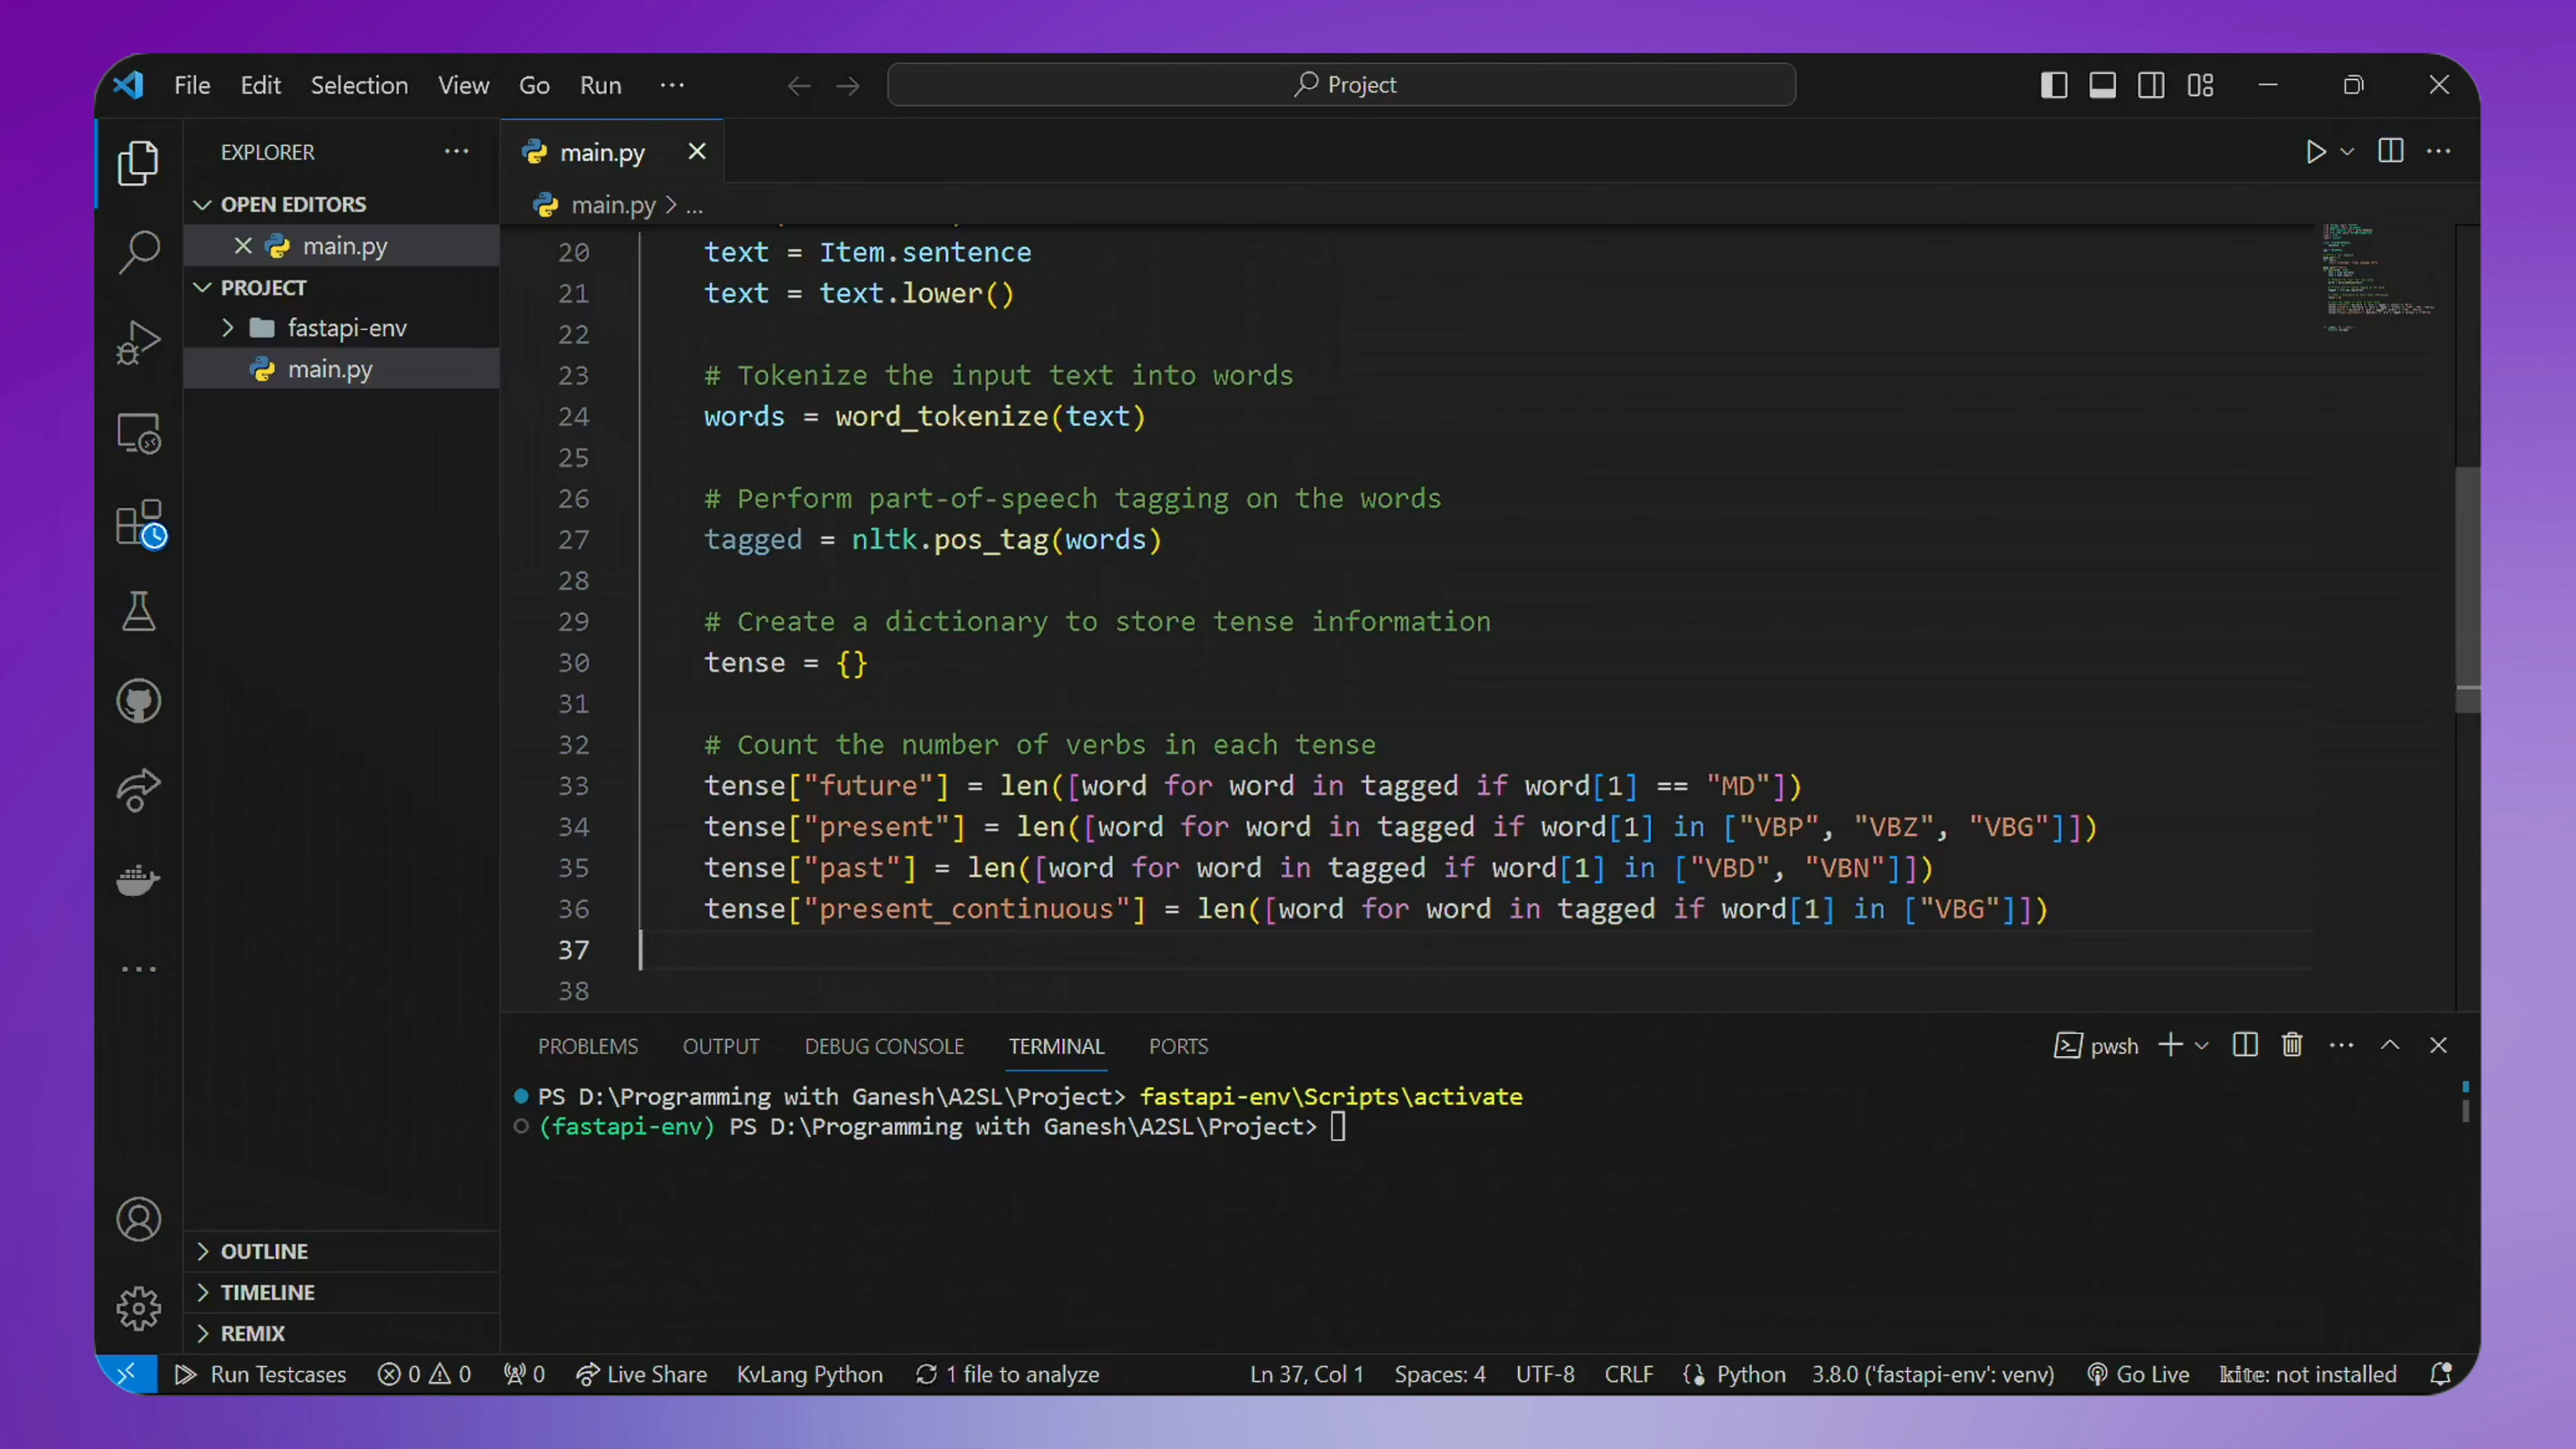 File Edit Selection View Go Run ··· Project
EXPLORER ···
OPEN EDITORS
main.py
PROJECT
fastapi-env
main.py
OUTLINE
TIMELINE
REMIX
main.py
main.py > ...
20 text = Item.sentence
21 text = text.lower()
22
23 # Tokenize the input text into words
24 words = word_tokenize(text)
25
26 # Perform part-of-speech tagging on the words
27 tagged = nltk.pos_tag(words)
28
29 # Create a dictionary to store tense information
30 tense = {}
31
32 # Count the number of verbs in each tense
33 tense["future"] = len([word for word in tagged if word[1] == "MD"])
34 tense["present"] = len([word for word in tagged if word[1] in ["VBP", "VBZ", "VBG"]])
35 tense["past"] = len([word for word in tagged if word[1] in ["VBD", "VBN"]])
36 tense["present_continuous"] = len([word for word in tagged if word[1] in ["VBG"]])
37
38
PROBLEMS OUTPUT DEBUG CONSOLE TERMINAL PORTS pwsh
PS D:\Programming with Ganesh\A2SL\Project> fastapi-env\Scripts\activate
(fastapi-env) PS D:\Programming with Ganesh\A2SL\Project>
Run Testcases 0 0 0 Live Share KvLang Python 1 file to analyze Ln 37, Col 1 Spaces: 4 UTF-8 CRLF Python 3.8.0 ('fastapi-env': venv) Go Live kite: not installed